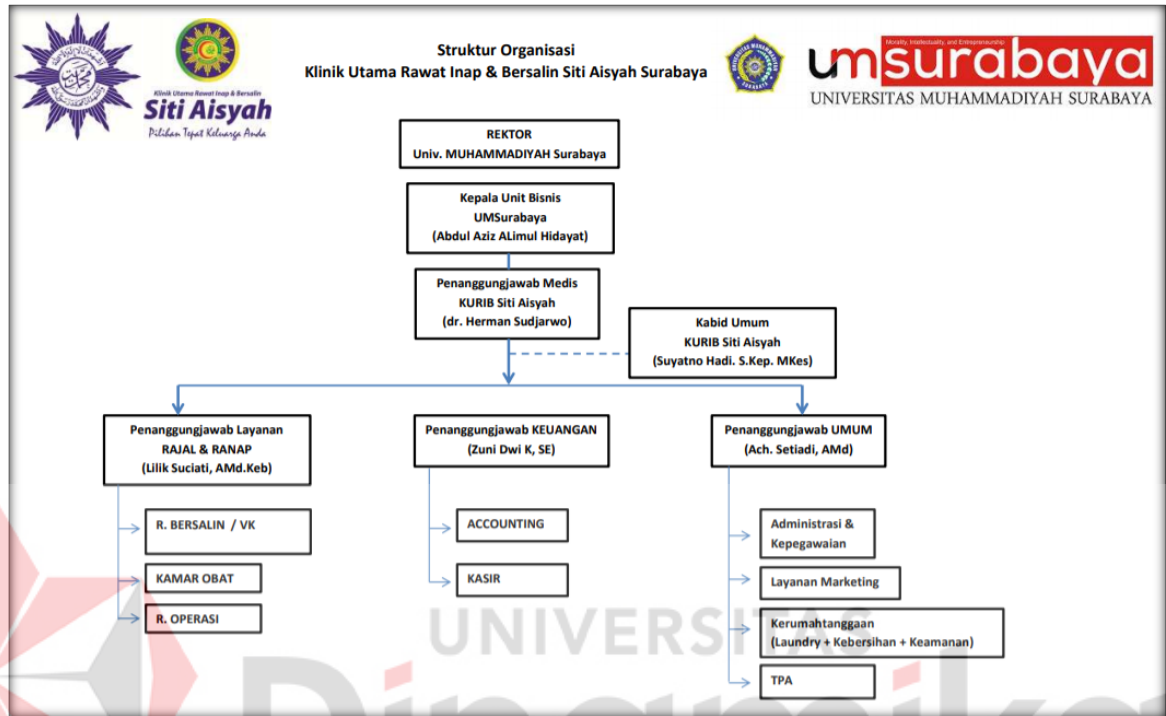 Struktur Organisasi
Klinik Utama Rawat Inap & Bersalin Siti Aisyah Surabaya
Klinik Utama Rawat Inap & Bersalin
Siti Aisyah
Pilihan Tepat Keluarga Anda
Morality, Intellectuality, and Entrepreneurship
umsurabaya
UNIVERSITAS MUHAMMADIYAH SURABAYA
REKTOR
Univ. MUHAMMADIYAH Surabaya
Kepala Unit Bisnis
UMSurabaya
(Abdul Aziz ALimul Hidayat)
Penanggungjawab Medis
KURIB Siti Aisyah
(dr. Herman Sudjarwo)
Kabid Umum
KURIB Siti Aisyah
(Suyatno Hadi. S.Kep. MKes)
Penanggungjawab Layanan
RAJAL & RANAP
(Lilik Suciati, AMd.Keb)
R. BERSALIN / VK
KAMAR OBAT
R. OPERASI
Penanggungjawab KEUANGAN
(Zuni Dwi K, SE)
ACCOUNTING
KASIR
Penanggungjawab UMUM
(Ach. Setiadi, AMd)
Administrasi &
Kepegawaian
Layanan Marketing
Kerumahtanggaan
(Laundry + Kebersihan + Keamanan)
TPA
UNIVERSITAS
Dinamika